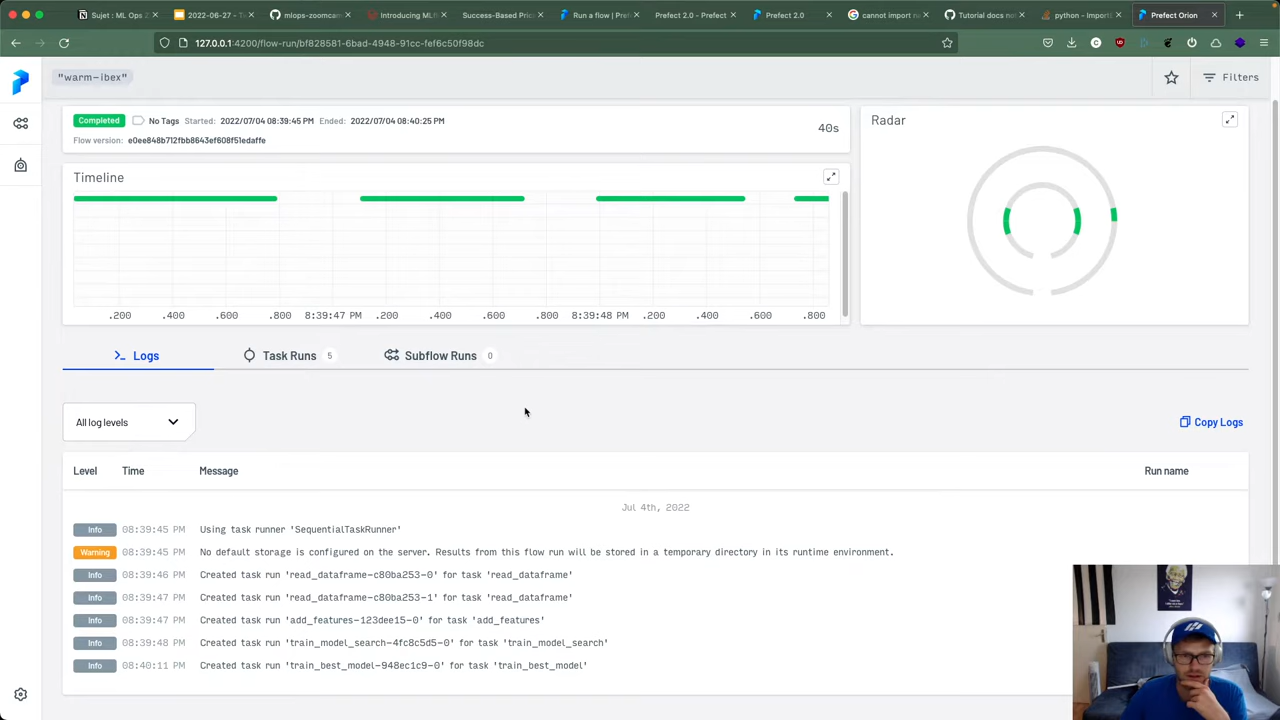 Sujet : ML Ops Z
2022-06-27 - T
mlops-zoomcam
Introducing MLf
Success-Based Pric
Run a flow | Pref
Prefect 2.0 - Prefect
Prefect 2.0
cannot import n
Tutorial docs no
python - ImportE
Prefect Orion
127.0.0.1:4200/flow-run/bf828581-6bad-4948-91cc-fef6c50f98dc
"warm-ibex"
Filters
Completed No Tags Started: 2022/07/04 08:39:45 PM Ended: 2022/07/04 08:40:25 PM
40s
Flow version: e0ee848b712fbb8643ef608f51edaffe
Radar
Timeline
.200 .400 .600 .800 8:39:47 PM .200 .400 .600 .800 8:39:48 PM .200 .400 .600 .800
Logs
Task Runs 5
Subflow Runs 0
All log levels
Copy Logs
Level Time Message Run name
Jul 4th, 2022
Info 08:39:45 PM Using task runner 'SequentialTaskRunner'
Warning 08:39:45 PM No default storage is configured on the server. Results from this flow run will be stored in a temporary directory in its runtime environment.
Info 08:39:46 PM Created task run 'read_dataframe-c80ba253-0' for task 'read_dataframe'
Info 08:39:47 PM Created task run 'read_dataframe-c80ba253-1' for task 'read_dataframe'
Info 08:39:47 PM Created task run 'add_features-123dee15-0' for task 'add_features'
Info 08:39:48 PM Created task run 'train_model_search-4fc8c5d5-0' for task 'train_model_search'
Info 08:40:11 PM Created task run 'train_best_model-948ec1c9-0' for task 'train_best_model'